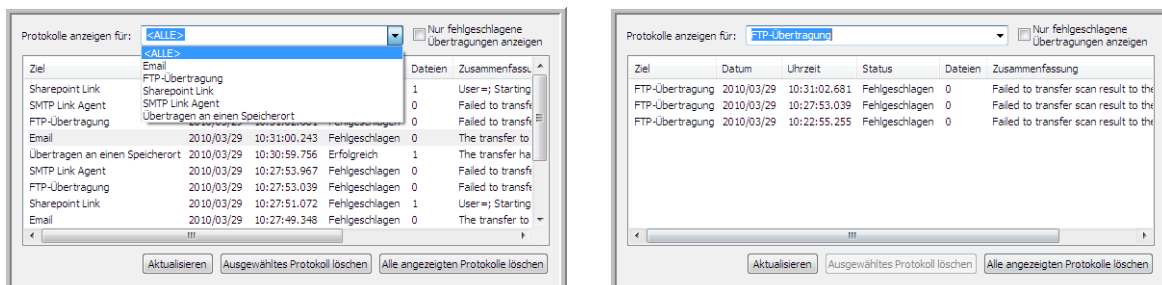 Protokolle anzeigen für: <ALLE> Nur fehlgeschlagene Übertragungen anzeigen
<ALLE>
Email
FTP-Übertragung
Sharepoint Link
SMTP Link Agent
Übertragen an einen Speicherort
Ziel Dateien Zusammenfassu
Sharepoint Link 1 User=; Starting
SMTP Link Agent 0 Failed to transfe
FTP-Übertragung 2010/03/29 10:31:02.681 Fehlgeschlagen 0 Failed to transfe
Email 2010/03/29 10:31:00.243 Fehlgeschlagen 0 The transfer to
Übertragen an einen Speicherort 2010/03/29 10:30:59.756 Erfolgreich 1 The transfer ha
SMTP Link Agent 2010/03/29 10:27:53.967 Fehlgeschlagen 0 Failed to transfe
FTP-Übertragung 2010/03/29 10:27:53.039 Fehlgeschlagen 0 Failed to transfe
Sharepoint Link 2010/03/29 10:27:51.072 Fehlgeschlagen 1 User=; Starting
Email 2010/03/29 10:27:49.348 Fehlgeschlagen 0 The transfer to
Aktualisieren Ausgewähltes Protokoll löschen Alle angezeigten Protokolle löschen
Protokolle anzeigen für: FTP-Übertragung Nur fehlgeschlagene Übertragungen anzeigen
Ziel Datum Uhrzeit Status Dateien Zusammenfassung
FTP-Übertragung 2010/03/29 10:31:02.681 Fehlgeschlagen 0 Failed to transfer scan result to the
FTP-Übertragung 2010/03/29 10:27:53.039 Fehlgeschlagen 0 Failed to transfer scan result to the
FTP-Übertragung 2010/03/29 10:22:55.255 Fehlgeschlagen 0 Failed to transfer scan result to the
Aktualisieren Ausgewähltes Protokoll löschen Alle angezeigten Protokolle löschen